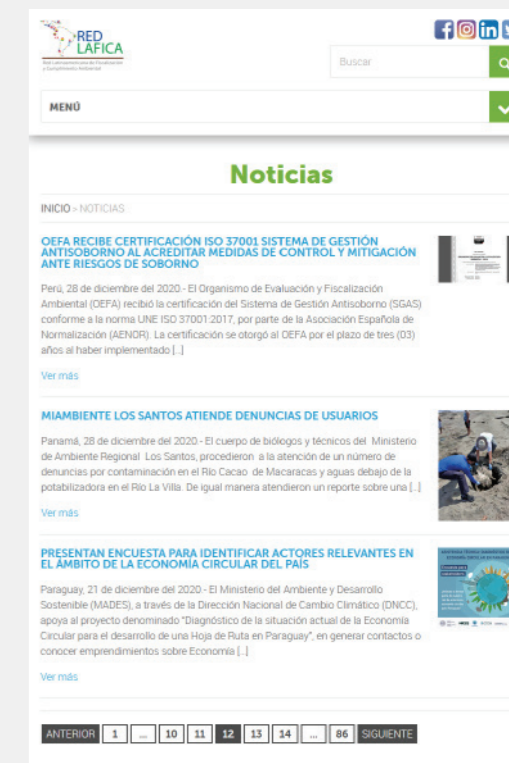 RED
LAFICA
Red Latinoamericana de Fiscalización
y Cumplimiento Ambiental
Buscar
MENÚ
Noticias
INICIO » NOTICIAS
OEFA RECIBE CERTIFICACIÓN ISO 37001 SISTEMA DE GESTIÓN
ANTISOBORNO AL ACREDITAR MEDIDAS DE CONTROL Y MITIGACIÓN
ANTE RIESGOS DE SOBORNO
Perú, 28 de diciembre del 2020.- El Organismo de Evaluación y Fiscalización
Ambiental (OEFA) recibió la certificación del Sistema de Gestión Antisoborno (SGAS)
conforme a la norma UNE ISO 37001:2017, por parte de la Asociación Española de
Normalización (AENOR). La certificación se otorgó al OEFA por el plazo de tres (03)
años al haber implementado [...]
Ver más
MIAMBIENTE LOS SANTOS ATIENDE DENUNCIAS DE USUARIOS
Panamá, 28 de diciembre del 2020.- El cuerpo de biólogos y técnicos del Ministerio
de Ambiente Regional Los Santos, procedieron a la atención de un número de
denuncias por contaminación en el Río Cacao de Macaracas y aguas debajo de la
potabilizadora en el Río La Villa. De igual manera atendieron un reporte sobre una [...]
Ver más
PRESENTAN ENCUESTA PARA IDENTIFICAR ACTORES RELEVANTES EN
EL ÁMBITO DE LA ECONOMÍA CIRCULAR DEL PAÍS
Paraguay, 21 de diciembre del 2020.- El Ministerio del Ambiente y Desarrollo
Sostenible (MADES), a través de la Dirección Nacional de Cambio Climático (DNCC),
apoya al proyecto denominado "Diagnóstico de la situación actual de la Economía
Circular para el desarrollo de una Hoja de Ruta en Paraguay", en generar contactos o
conocer emprendimientos sobre Economía [...]
Ver más
ANTERIOR 1 ... 10 11 12 13 14 ... 86 SIGUIENTE